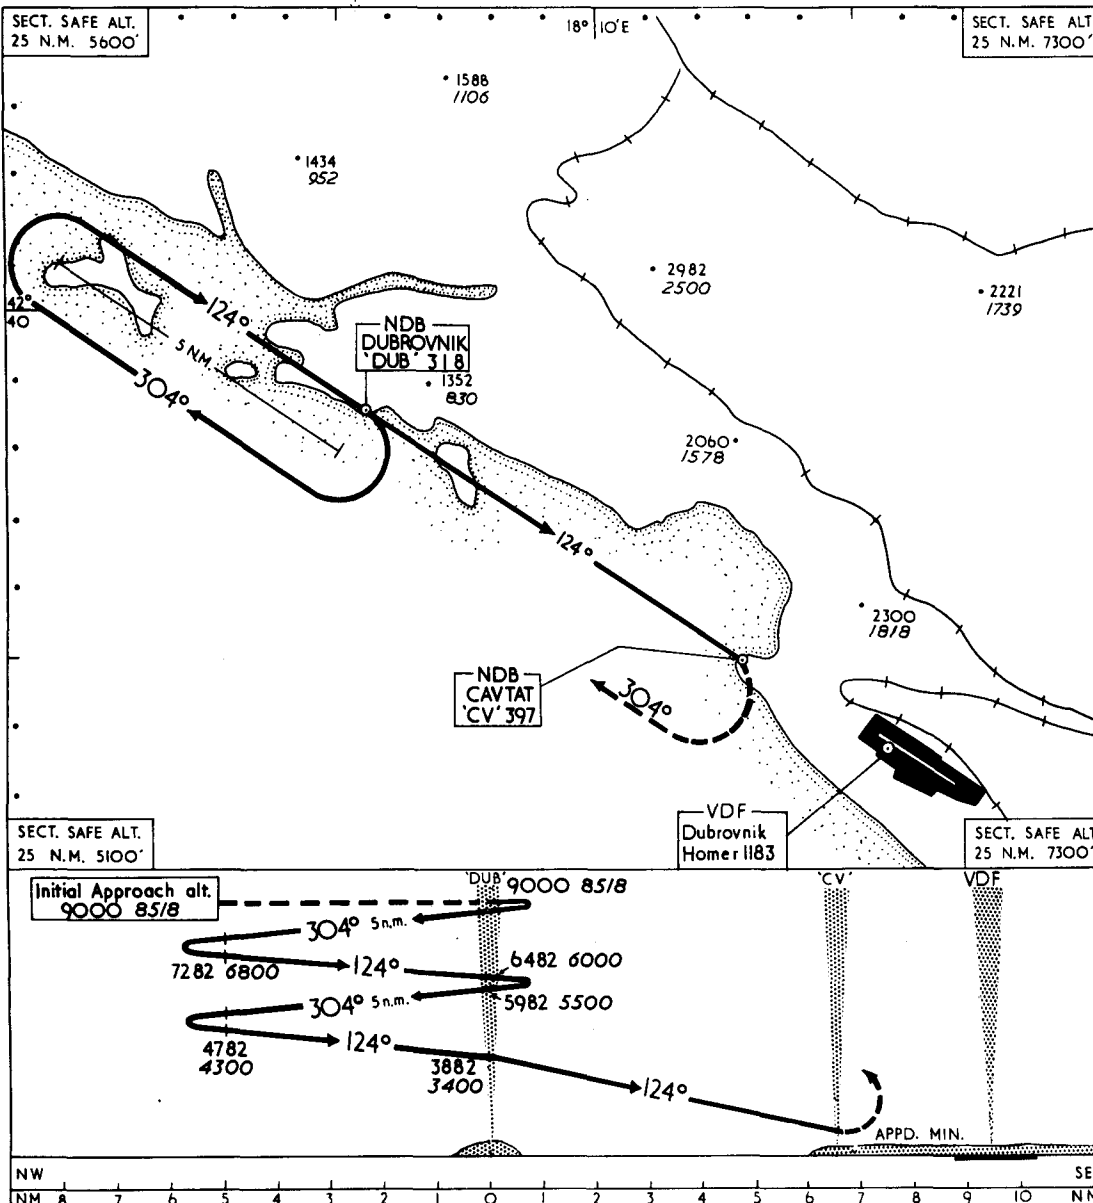 SECT. SAFE ALT.
25 N.M. 5600'
18° 10'E
SECT. SAFE ALT
25 N.M. 7300'
1588
1106
1434
952
2982
2500
2221
1739
42°
40
124°
NDB
DUBROVNIK
'DUB' 318
5 NM.
1352
830
304°
2060
1578
124°
2300
1818
NDB
CAVTAT
'CV' 397
304°
VDF
Dubrovnik
Homer 1183
SECT. SAFE ALT.
25 N.M. 5100'
SECT. SAFE ALT
25 N.M. 7300'
Initial Approach alt.
9000 8518
'DUB'
9000 8518
'CV'
VDF
304° 5n.m.
7282 6800
124°
6482 6000
304° 5n.m.
5982 5500
124°
4782
4300
3882
3400
124°
APPD. MIN.
NW
SE
NM 8 7 6 5 4 3 2 1 0 1 2 3 4 5 6 7 8 9 10 NM